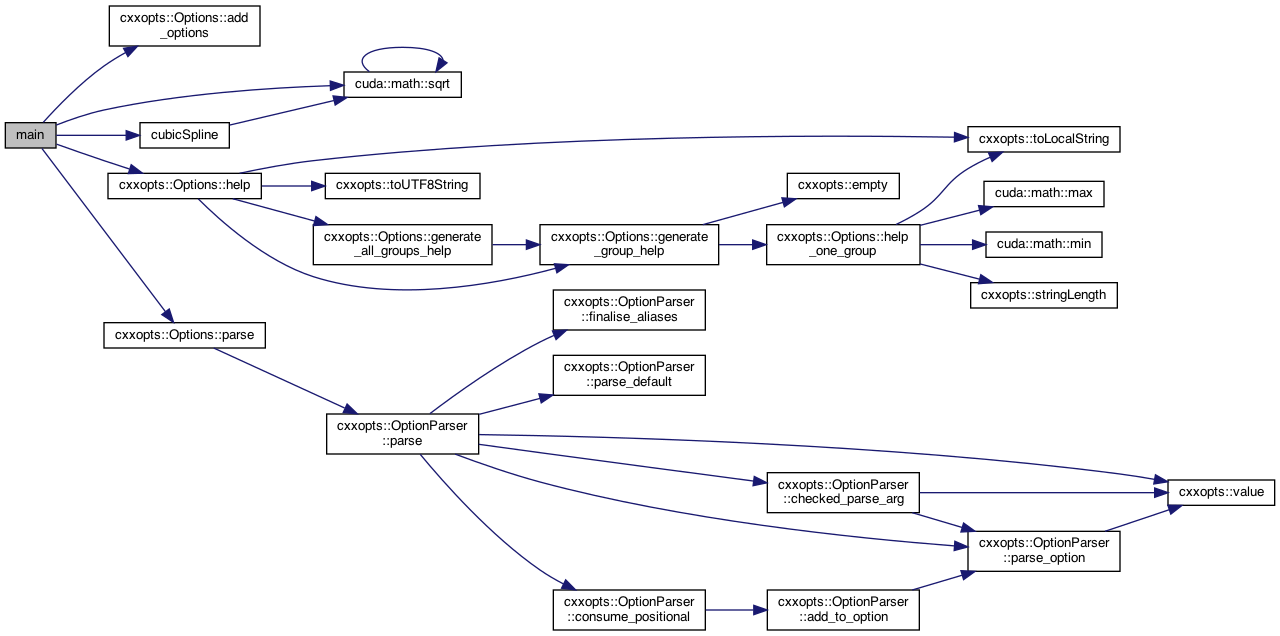 cxxopts::Options::add
_options
cuda::math::sqrt
main
cubicSpline
cxxopts::toLocalString
cxxopts::Options::help
cxxopts::toUTF8String
cxxopts::empty
cuda::math::max
cxxopts::Options::generate
_all_groups_help
cxxopts::Options::generate
_group_help
cxxopts::Options::help
_one_group
cuda::math::min
cxxopts::stringLength
cxxopts::OptionParser
::finalise_aliases
cxxopts::Options::parse
cxxopts::OptionParser
::parse_default
cxxopts::OptionParser
::parse
cxxopts::OptionParser
::checked_parse_arg
cxxopts::value
cxxopts::OptionParser
::parse_option
cxxopts::OptionParser
::consume_positional
cxxopts::OptionParser
::add_to_option